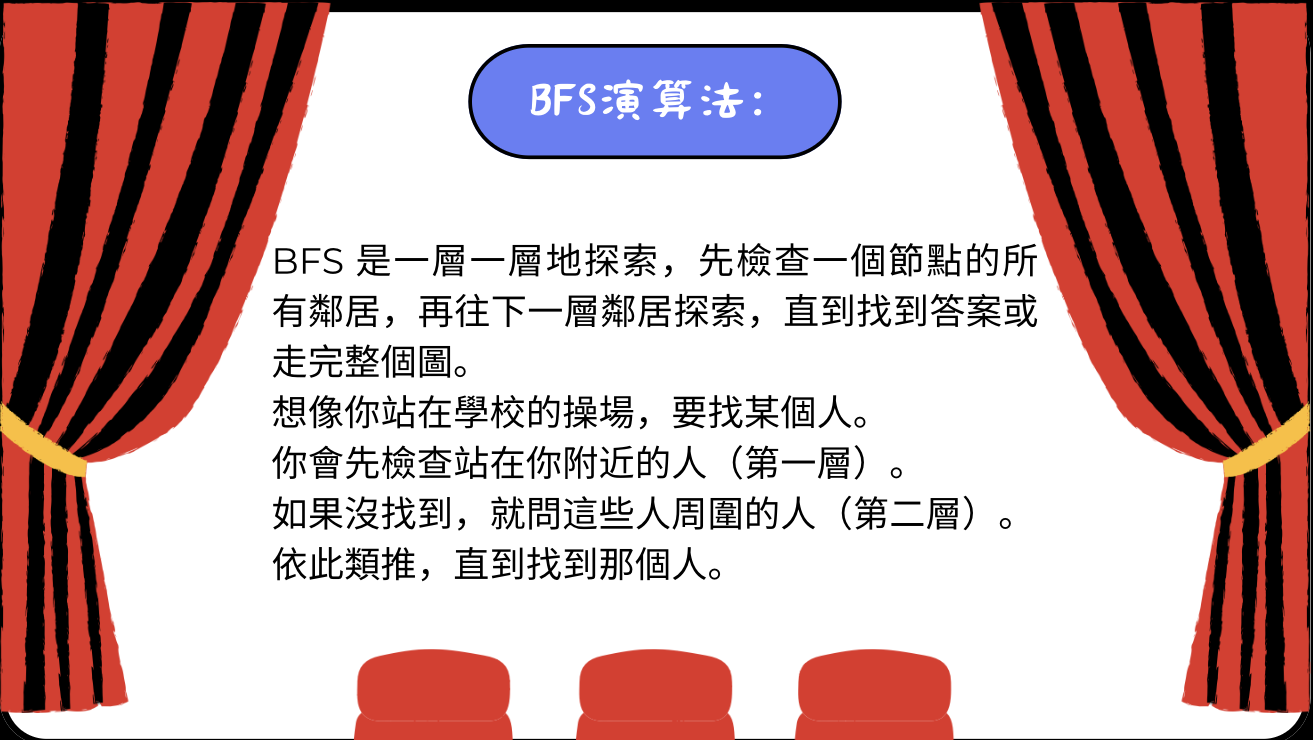 BFS演算法：
BFS 是一層一層地探索，先檢查一個節點的所
有鄰居，再往下一層鄰居探索，直到找到答案或
走完整個圖。
想像你站在學校的操場，要找某個人。
你會先檢查站在你附近的人（第一層）。
如果沒找到，就問這些人周圍的人（第二層）。
依此類推，直到找到那個人。